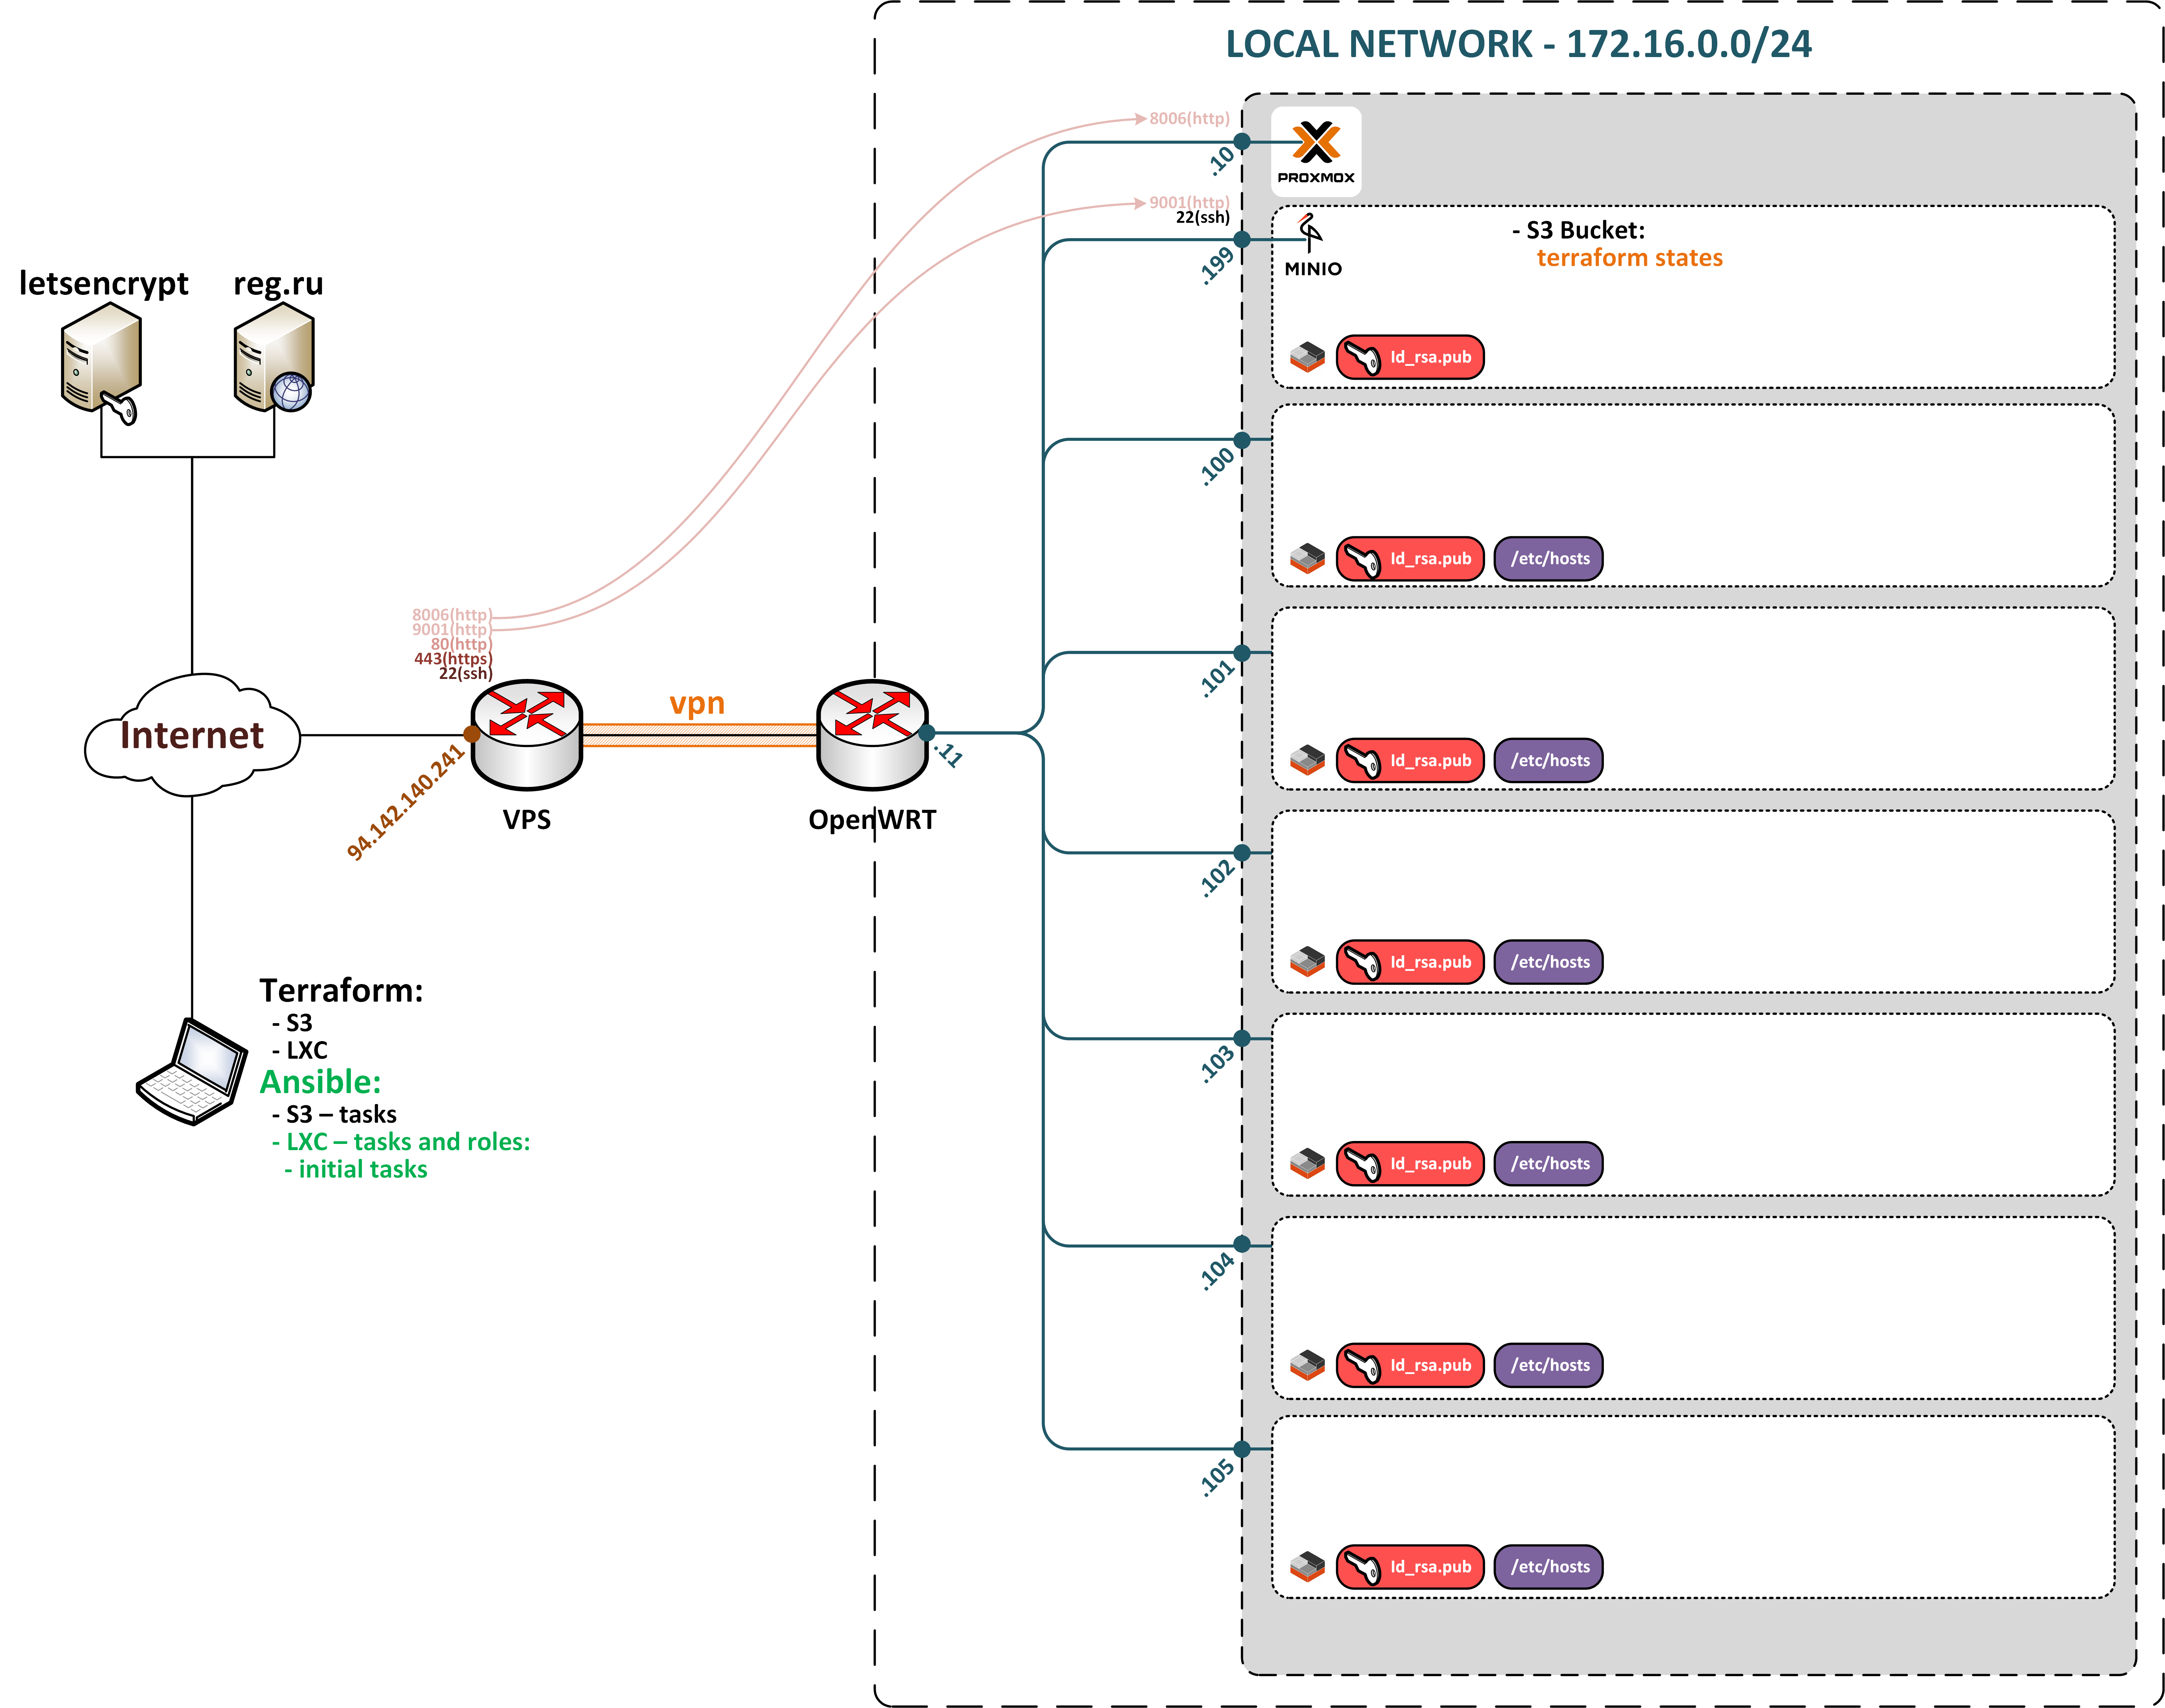 LOCAL NETWORK - 172.16.0.0/24
8006(http)
.10
PROXMOX
9001(http)
22(ssh)
.199
MINIO
- S3 Bucket:
terraform states
Id_rsa.pub
letsencrypt
reg.ru
.100
Id_rsa.pub
/etc/hosts
8006(http)
9001(http)
80(http)
443(https)
22(ssh)
.101
Id_rsa.pub
/etc/hosts
Internet
94.142.140.241
vpn
VPS
OpenWRT
.11
.102
Id_rsa.pub
/etc/hosts
Terraform:
- S3
- LXC
Ansible:
- S3 – tasks
- LXC – tasks and roles:
- initial tasks
.103
Id_rsa.pub
/etc/hosts
.104
Id_rsa.pub
/etc/hosts
.105
Id_rsa.pub
/etc/hosts